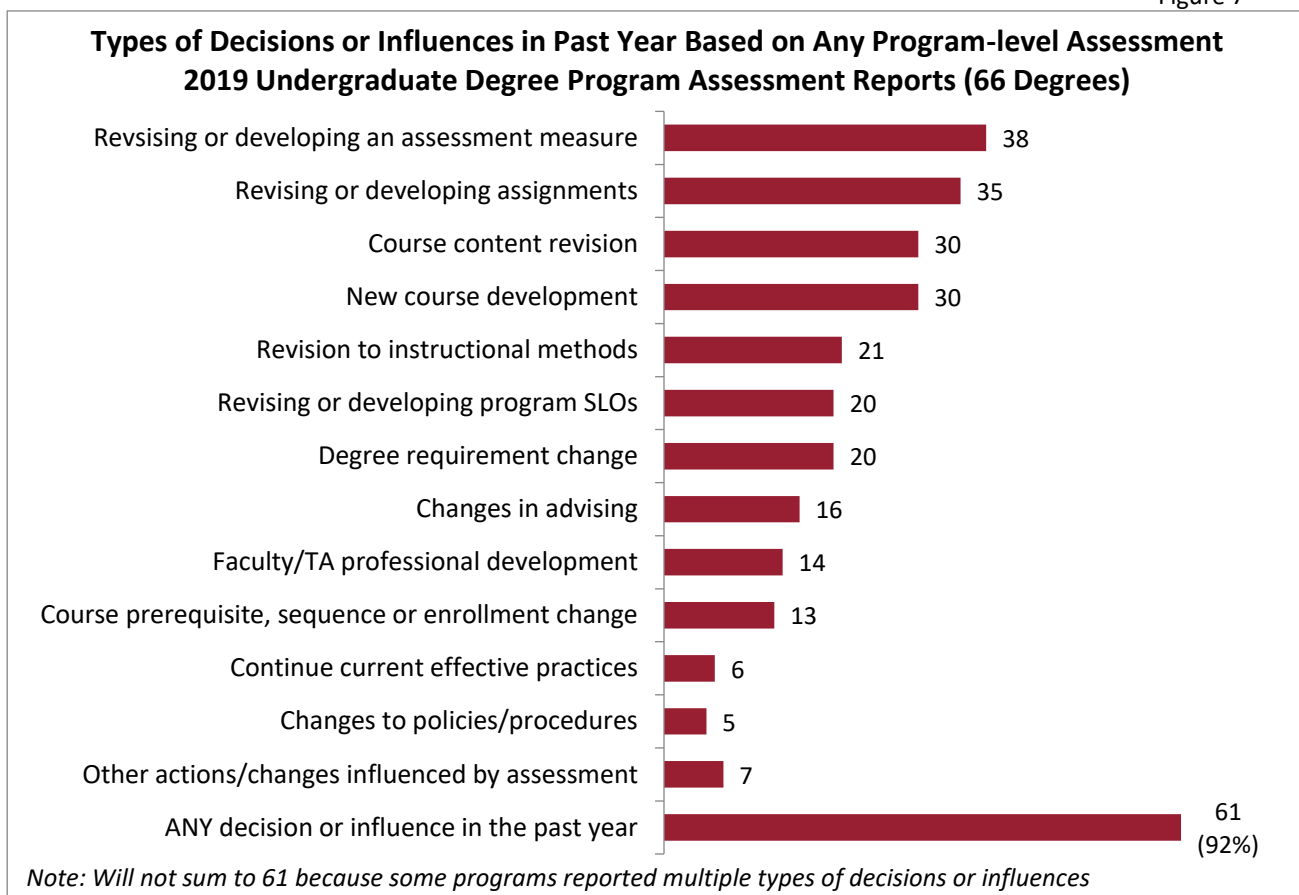 Figure 7
Types of Decisions or Influences in Past Year Based on Any Program-level Assessment
2019 Undergraduate Degree Program Assessment Reports (66 Degrees)
Revsising or developing an assessment measure 38
Revising or developing assignments 35
Course content revision 30
New course development 30
Revision to instructional methods 21
Revising or developing program SLOs 20
Degree requirement change 20
Changes in advising 16
Faculty/TA professional development 14
Course prerequisite, sequence or enrollment change 13
Continue current effective practices 6
Changes to policies/procedures 5
Other actions/changes influenced by assessment 7
ANY decision or influence in the past year 61
(92%)
Note: Will not sum to 61 because some programs reported multiple types of decisions or influences